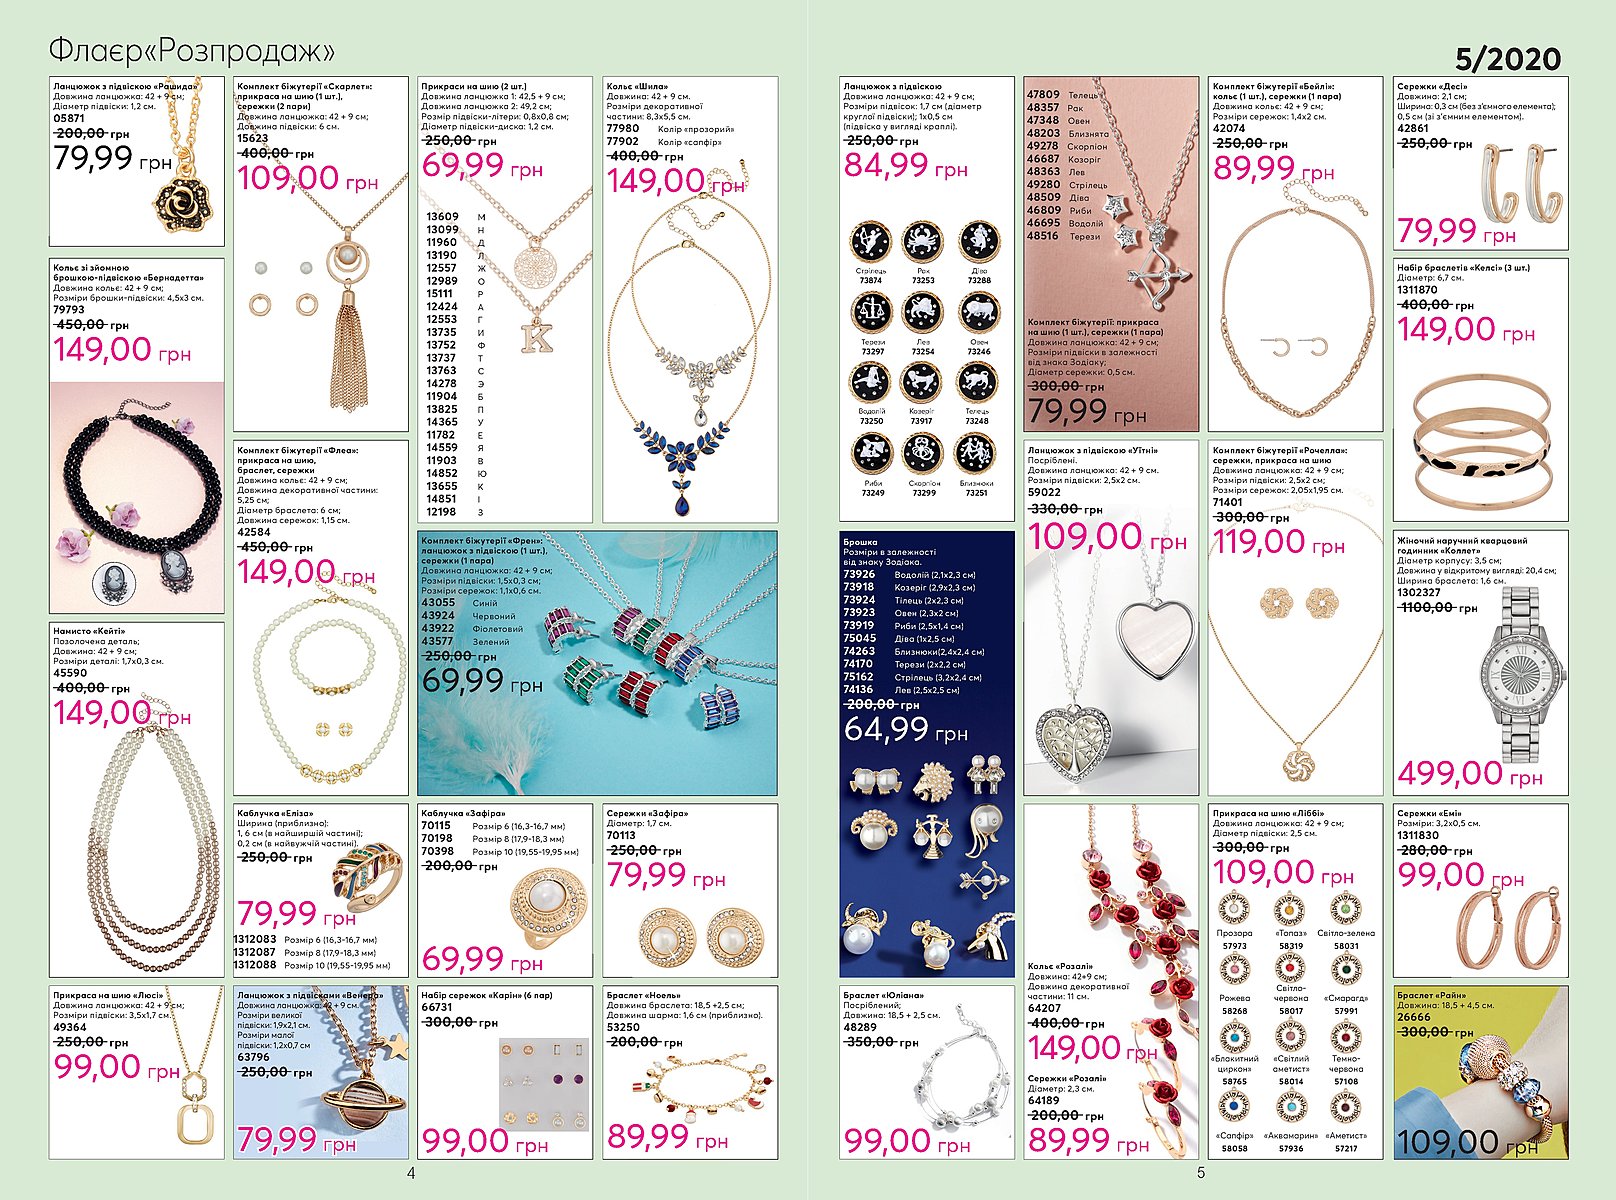 Флаєр«Розпродаж»
5/2020
Ланцюжок з підвіскою «Рашида»
Довжина ланцюжка: 42 + 9 см;
Діаметр підвіски: 1,2 см.
05871
200,00 грн
79,99 грн
Кольє зі зйомною
брошкою-підвіскою «Бернадетта»
Довжина кольє: 42 + 9 см;
Розміри брошки-підвіски: 4,5х3 см.
79793
450,00 грн
149,00 грн
Намисто «Кейті»
Позолочена деталь;
Довжина: 42 + 9 см;
Розміри деталі: 1,7х0,3 см.
45590
400,00 грн
149,00 грн
Прикраса на шию «Люсі»
Довжина ланцюжка: 42 + 9 см;
Розміри підвіски: 3,5х1,7 см.
49364
250,00 грн
99,00 грн
Комплект біжутерії «Скарлет»:
прикраса на шию (1 шт.),
сережки (2 пари)
Довжина ланцюжка: 42 + 9 см;
Довжина підвіски: 6 см.
15623
400,00 грн
109,00 грн
Комплект біжутерії «Флеа»:
прикраса на шию,
браслет, сережки
Довжина кольє: 42 + 9 см;
Довжина декоративної частини:
5,25 см;
Діаметр браслета: 6 см;
Довжина сережок: 1,15 см.
42584
450,00 грн
149,00 грн
Каблучка «Еліза»
Ширина (приблизно):
1, 6 см (в найширшій частині);
0,2 см (в найвужчій частині).
250,00 грн
79,99 грн
1312083 Розмір 6 (16,3-16,7 мм)
1312087 Розмір 8 (17,9-18,3 мм)
1312088 Розмір 10 (19,55-19,95 мм)
Ланцюжок з підвісками «Венера»
Довжина ланцюжка: 42 + 9 см.
Розміри великої
підвіски: 1,9х2,1 см.
Розміри малої
підвіски: 1,2х0,7 см
63796
250,00 грн
79,99 грн
Прикраси на шию (2 шт.)
Довжина ланцюжка 1: 42,5 + 9 см;
Довжина ланцюжка 2: 49,2 см;
Розмір підвіски-літери: 0,8х0,8 см;
Діаметр підвіски-диска: 1,2 см.
250,00 грн
69,99 грн
13609 М
13099 Н
11960 Д
13190 Л
12557 Ж
12989 О
15111 Р
12424 А
12553 Г
13735 И
13752 Ф
13737 Т
13763 С
14278 Э
11904 Б
13825 П
14365 У
11782 Е
14559 Я
11903 В
14852 Ю
13655 К
14851 І
12198 З
Кольє «Шила»
Довжина: 42 + 9 см.
Розміри декоративної
частини: 8,3х5,5 см.
77980 Колір «прозорий»
77902 Колір «сапфір»
400,00 грн
149,00 грн
Комплект біжутерії «Френ»:
ланцюжок з підвіскою (1 шт.),
сережки (1 пара)
Довжина ланцюжка: 42 + 9 см;
Розміри підвіски: 1,5х0,3 см;
Розміри сережок: 1,1х0,6 см.
43055 Синій
43924 Червоний
43922 Фіолетовий
43577 Зелений
250,00 грн
69,99 грн
Каблучка «Зафіра»
70115 Розмір 6 (16,3-16,7 мм)
70198 Розмір 8 (17,9-18,3 мм)
70398 Розмір 10 (19,55-19,95 мм)
200,00 грн
69,99 грн
Сережки «Зафіра»
Діаметр: 1,7 см.
70113
250,00 грн
79,99 грн
Набір сережок «Карін» (6 пар)
66731
300,00 грн
99,00 грн
Браслет «Ноель»
Довжина браслета: 18,5 +2,5 см;
Довжина шарма: 1,6 см (приблизно).
53250
200,00 грн
89,99 грн
4
Ланцюжок з підвіскою
Довжина ланцюжка: 42 + 9 см;
Розміри підвісок: 1,7 см (діаметр
круглої підвіски); 1х0,5 см
(підвіска у вигляді краплі).
250,00 грн
84,99 грн
Стрілець Рак Діва
73874 73253 73288
Терези Лев Овен
73297 73254 73246
Водолій Козеріг Телець
73250 73917 73248
Риби Скорпіон Близнюки
73249 73299 73251
Брошка
Розміри в залежності
від знака Зодіака.
73926 Водолій (2,1х2,3 см)
73918 Козеріг (2,9х2,3 см)
73924 Тілець (2х2,3 см)
73923 Овен (2,3х2 см)
73919 Риби (2,5х1,4 см)
75045 Діва (1х2,5 см)
74263 Близнюки(2,4х2,4 см)
74170 Терези (2х2,2 см)
75162 Стрілець (3,2х2,4 см)
74136 Лев (2,5х2,5 см)
200,00 грн
64,99 грн
Браслет «Юліана»
Посріблений;
Довжина: 18,5 + 2,5 см.
48289
350,00 грн
99,00 грн
47809 Телець
48357 Рак
47348 Овен
48203 Близнята
49278 Скорпіон
46687 Козоріг
48363 Лев
49280 Стрілець
48509 Діва
46809 Риби
46695 Водолій
48516 Терези
Комплект біжутерії: прикраса
на шию (1 шт.), сережки (1 пара)
Довжина ланцюжка: 42 + 9 см;
Розміри підвіски в залежності
від знака Зодіаку;
Діаметр сережки: 0,5 см.
300,00 грн
79,99 грн
Ланцюжок з підвіскою «Уїтні»
Посріблені.
Довжина ланцюжка: 42 + 9 см.
Розміри підвіски: 2,5х2 см.
59022
330,00 грн
109,00 грн
Кольє «Розалі»
Довжина: 42+9 см;
Довжина декоративної
частини: 11 см.
64207
400,00 грн
149,00 грн
Сережки «Розалі»
Діаметр: 2,3 см.
64189
200,00 грн
89,99 грн
Комплект біжутерії «Бейлі»:
кольє (1 шт.), сережки (1 пара)
Довжина кольє: 42 + 9 см;
Розміри сережок: 1,4х2 см.
42074
250,00 грн
89,99 грн
Комплект біжутерії «Рочелла»:
сережки, прикраса на шию
Довжина ланцюжка: 42 + 9 см;
Розміри підвіски: 2,5х2 см;
Розміри сережок: 2,05х1,95 см.
71401
300,00 грн
119,00 грн
Прикраса на шию «Ліббі»
Довжина ланцюжка: 42 + 9 см;
Діаметр підвіски: 2,5 см.
300,00 грн
109,00 грн
Прозора «Топаз» Світло-зелена
57973 58319 58031
Рожева Світло-червона «Смарагд»
58268 58017 57991
«Блакитний циркон» «Світлий аметист» Темно-червона
58765 58014 57108
«Сапфір» «Аквамарин» «Аметист»
58058 57936 57217
Сережки «Десі»
Довжина: 2,1 см;
Ширина: 0,3 см (без з’ємного елемента);
0,5 см (зі з’ємним елементом).
42861
250,00 грн
79,99 грн
Набір браслетів «Келсі» (3 шт.)
Діаметр: 6,7 см.
1311870
400,00 грн
149,00 грн
Жіночий наручний кварцовий
годинник «Коллет»
Діаметр корпусу: 3,5 см;
Довжина у відкритому вигляді: 20,4 см;
Ширина браслета: 1,6 см.
1302327
1100,00 грн
499,00 грн
Сережки «Емі»
Розміри: 3,2х0,5 см.
1311830
280,00 грн
99,00 грн
Браслет «Райн»
Довжина: 18,5 + 4,5 см.
26666
300,00 грн
109,00 грн
5